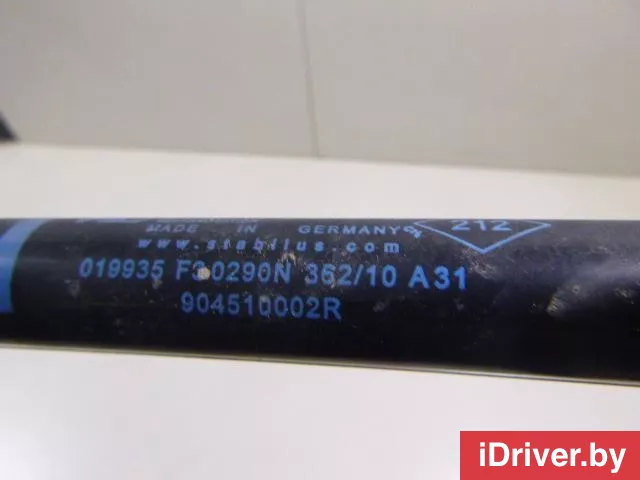 MADE IN GERMANY 212
www.stabilus.com
019935 F30290N 362/10 A31
904510002R
iDriver.by